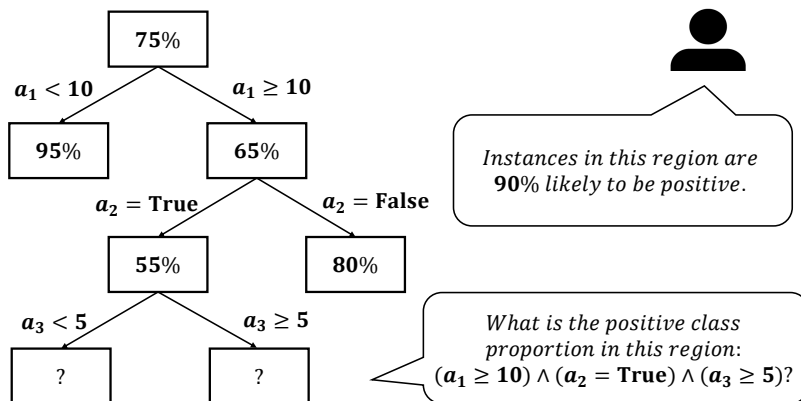 75%
a₁ < 10
a₁ ≥ 10
95%
65%
Instances in this region are
90% likely to be positive.
a₂ = True
a₂ = False
55%
80%
a₃ < 5
a₃ ≥ 5
?
?
What is the positive class
proportion in this region:
(a₁ ≥ 10) ∧ (a₂ = True) ∧ (a₃ ≥ 5)?